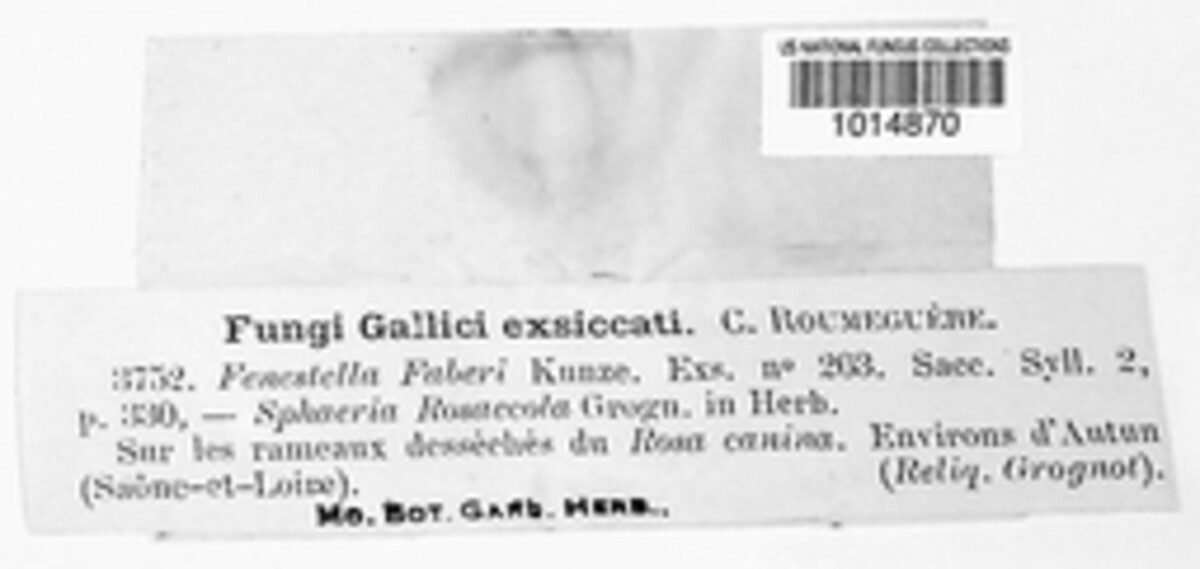 US NATIONAL FUNGUS COLLECTIONS
1014870
Fungi Gallici exsiccati. C. ROUMEGUÈRE.
3752. Fenestella Faberi Kunze. Exs. nº 263. Sacc. Syll. 2,
p. 330, — Sphaeria Rosaecola Grogn. in Herb.
Sur les rameaux desséchés du Rosa canina. Environs d'Autun
(Saône-et-Loire). (Reliq. Grognot).
MO. BOT. GARD. HERB..